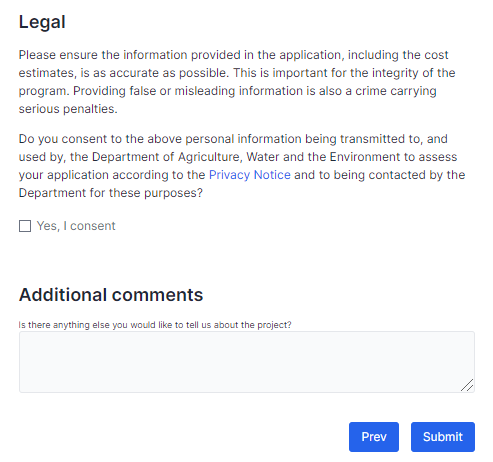 Legal
Please ensure the information provided in the application, including the cost
estimates, is as accurate as possible. This is important for the integrity of the
program. Providing false or misleading information is also a crime carrying
serious penalties.
Do you consent to the above personal information being transmitted to, and
used by, the Department of Agriculture, Water and the Environment to assess
your application according to the Privacy Notice and to being contacted by the
Department for these purposes?
Yes, I consent
Additional comments
Is there anything else you would like to tell us about the project?
Prev Submit